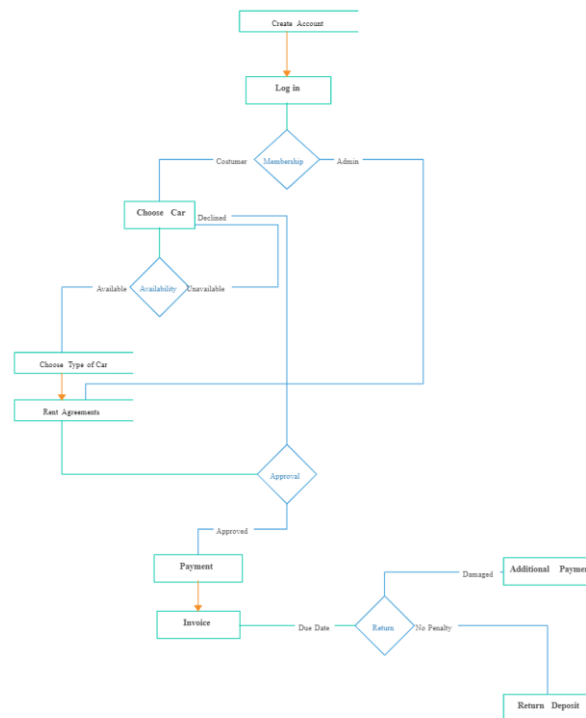 Create Account
Log in
Costumer
Membership
Admin
Choose Car
Declined
Available
Availability
Unavailable
Choose Type of Car
Rent Agreements
Approval
Approved
Payment
Additional
Damaged
Invoice
Due Date
Return
No Penalty
Return Deposit